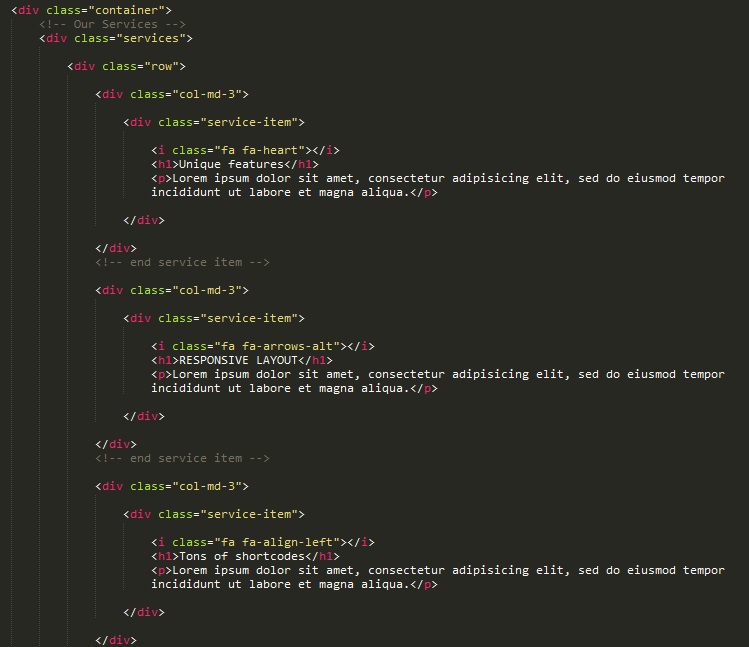 <div class="container">
<!-- Our Services -->
<div class="services">
<div class="row">
<div class="col-md-3">
<div class="service-item">
<i class="fa fa-heart"></i>
<h1>Unique features</h1>
<p>Lorem ipsum dolor sit amet, consectetur adipisicing elit, sed do eiusmod tempor
incididunt ut labore et magna aliqua.</p>
</div>
</div>
<!-- end service item -->
<div class="col-md-3">
<div class="service-item">
<i class="fa fa-arrows-alt"></i>
<h1>RESPONSIVE LAYOUT</h1>
<p>Lorem ipsum dolor sit amet, consectetur adipisicing elit, sed do eiusmod tempor
incididunt ut labore et magna aliqua.</p>
</div>
</div>
<!-- end service item -->
<div class="col-md-3">
<div class="service-item">
<i class="fa fa-align-left"></i>
<h1>Tons of shortcodes</h1>
<p>Lorem ipsum dolor sit amet, consectetur adipisicing elit, sed do eiusmod tempor
incididunt ut labore et magna aliqua.</p>
</div>
</div>